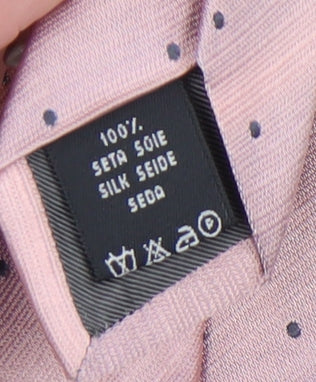 100%
SETA SOIE
SILK SEIDE
SEDA
P